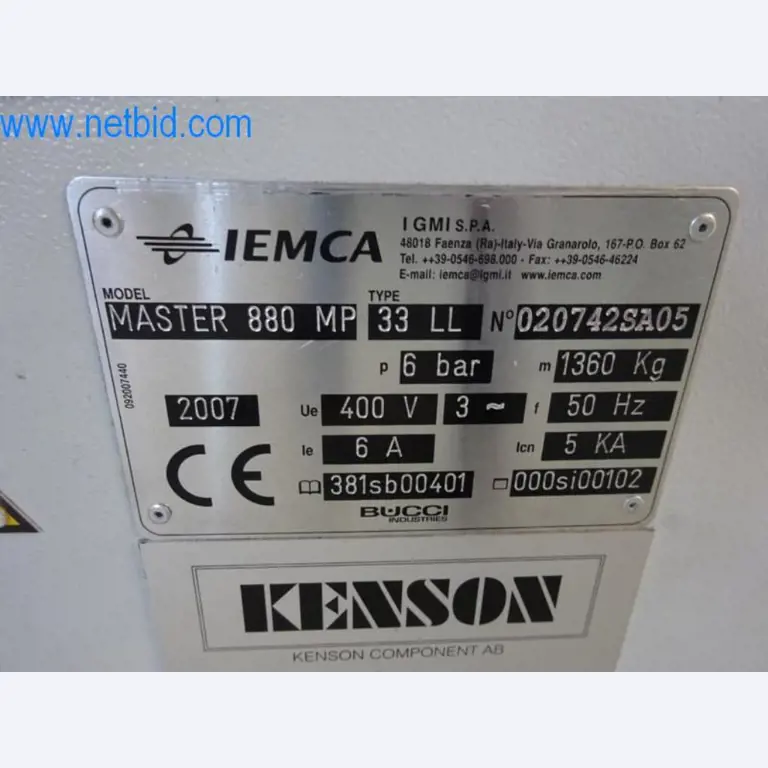 www.netbid.com
IEMCA
IGMI S.P.A.
48018 Faenza (Ra)-Italy-Via Granarolo, 167-P.O. Box 62
Tel. ++39-0546-698.000 - Fax: ++39-0546-46224
E-mail: iemca@igmi.it www.iemca.com
MODEL TYPE
MASTER 880 MP 33 LL N° 020742SA05
p 6 bar m 1360 Kg
092007440
2007 Ue 400 V 3 ~ f 50 Hz
CE Ie 6 A Icn 5 KA
381sb00401 000si00102
BUCCI
INDUSTRIES
KENSON
KENSON COMPONENT AB